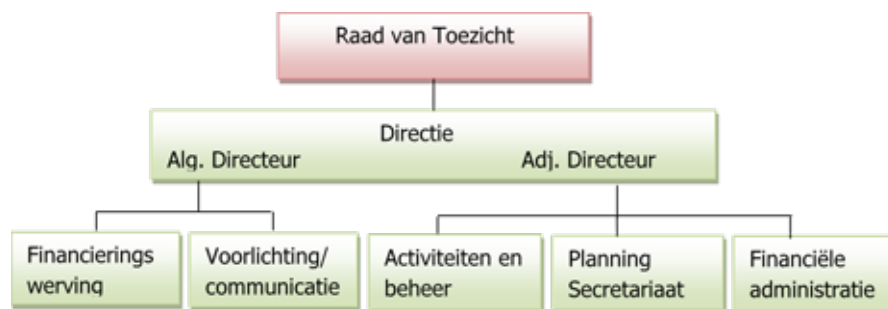 Raad van Toezicht
Directie
Alg. Directeur
Adj. Directeur
Financierings
werving
Voorlichting/
communicatie
Activiteiten en
beheer
Planning
Secretariaat
Financiële
administratie